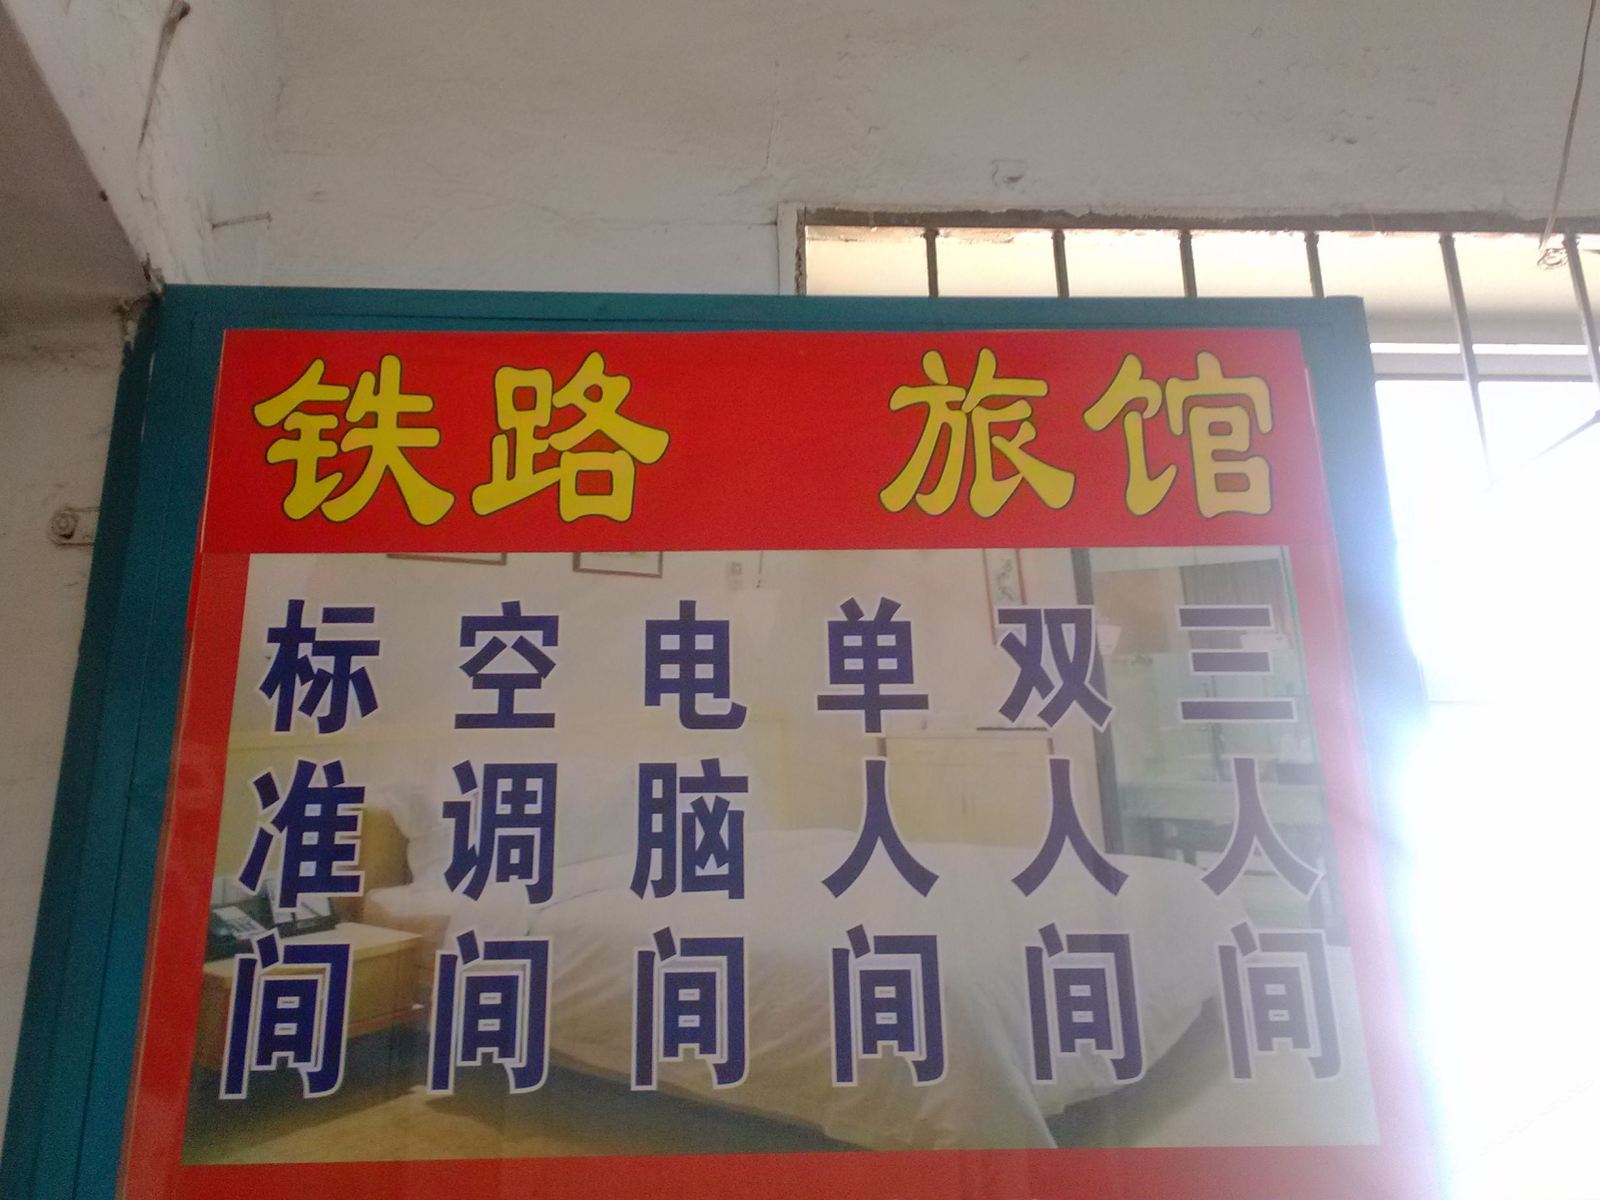 铁路 旅馆
标准间
空调间
电脑间
单人间
双人间
三人间